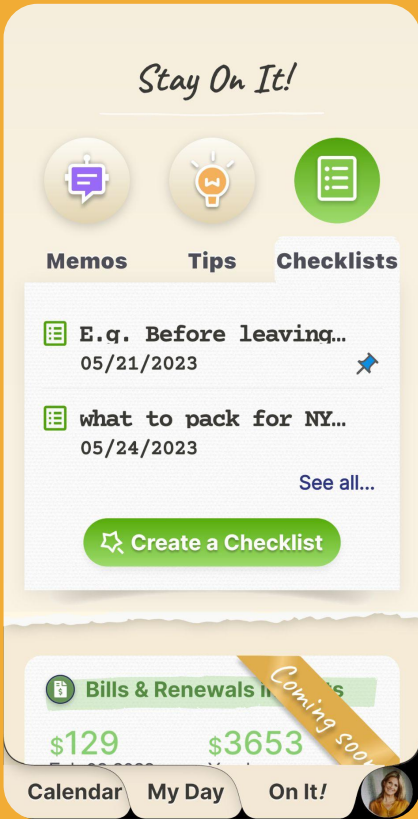 Stay On It!
Memos Tips Checklists
E.g. Before leaving…
05/21/2023
what to pack for NY…
05/24/2023
See all...
Create a Checklist
Bills & Renewals
Coming soon
$129 $3653
Calendar My Day On It!